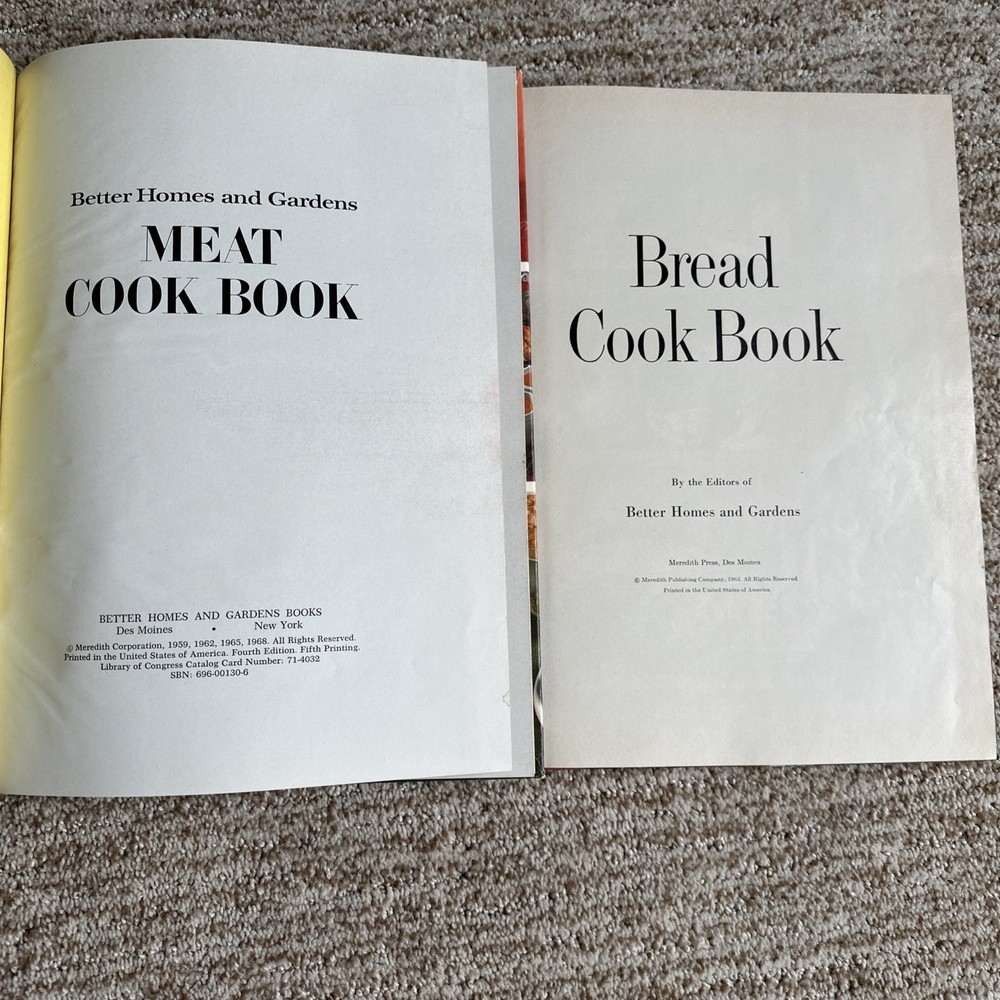 Better Homes and Gardens
MEAT
COOK BOOK
BETTER HOMES AND GARDENS BOOKS
Des Moines • New York
© Meredith Corporation, 1959, 1962, 1965, 1968. All Rights Reserved.
Printed in the United States of America. Fourth Edition. Fifth Printing.
Library of Congress Catalog Card Number: 71-4032
SBN: 696-00130-6
Bread
Cook Book
By the Editors of
Better Homes and Gardens
Meredith Press, Des Moines
© Meredith Publishing Company, 1963. All Rights Reserved
Printed in the United States of America.